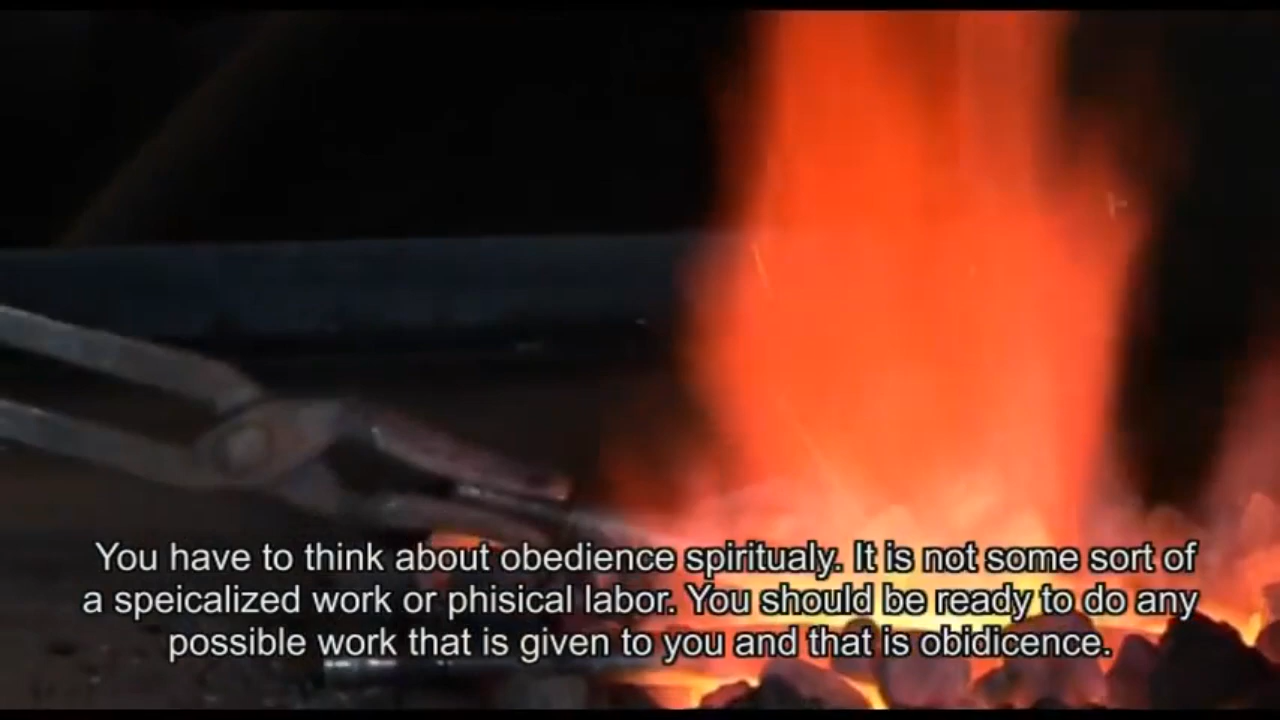 You have to think about obedience spiritualy. It is not some sort of
a speicalized work or phisical labor. You should be ready to do any
possible work that is given to you and that is obidicence.